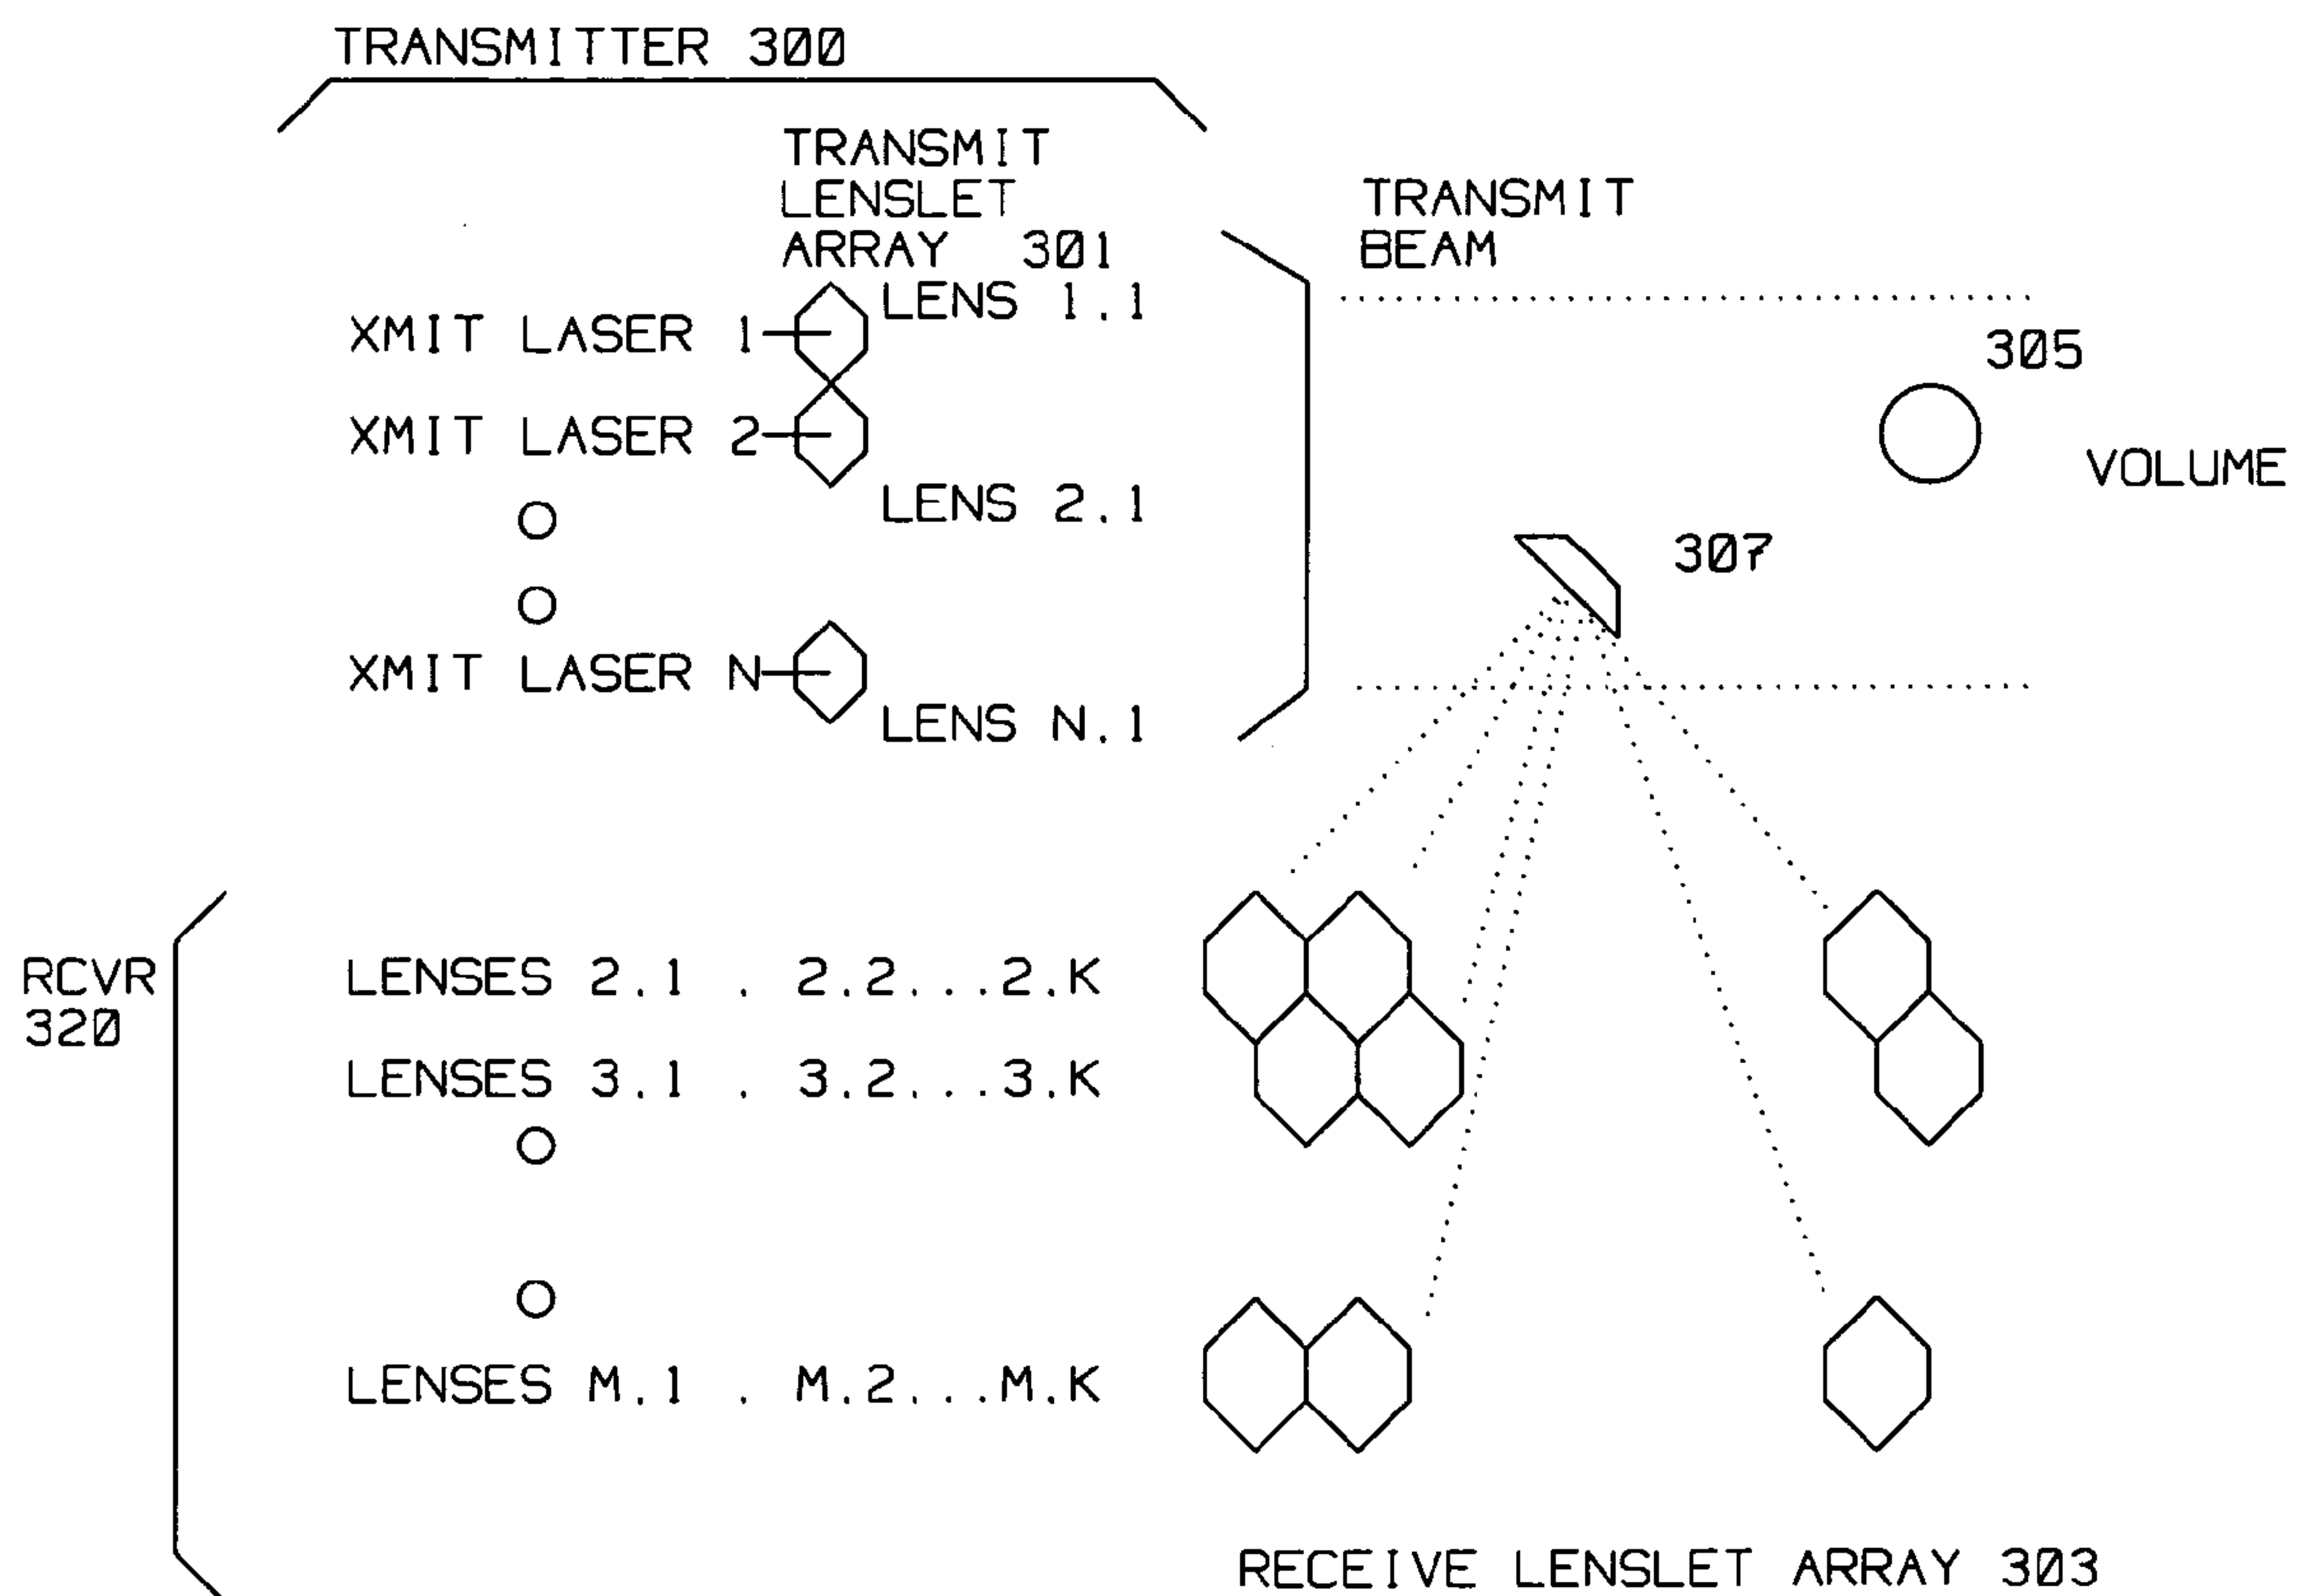 TRANSMITTER 300
TRANSMIT
LENSLET
ARRAY 301
TRANSMIT
BEAM
LENS 1.1
XMIT LASER 1
305
XMIT LASER 2
VOLUME
LENS 2.1
307
XMIT LASER N
LENS N.1
RCVR
320
LENSES 2.1 . 2.2...2.K
LENSES 3.1 . 3.2...3.K
LENSES M.1 . M.2...M.K
RECEIVE LENSLET ARRAY 303